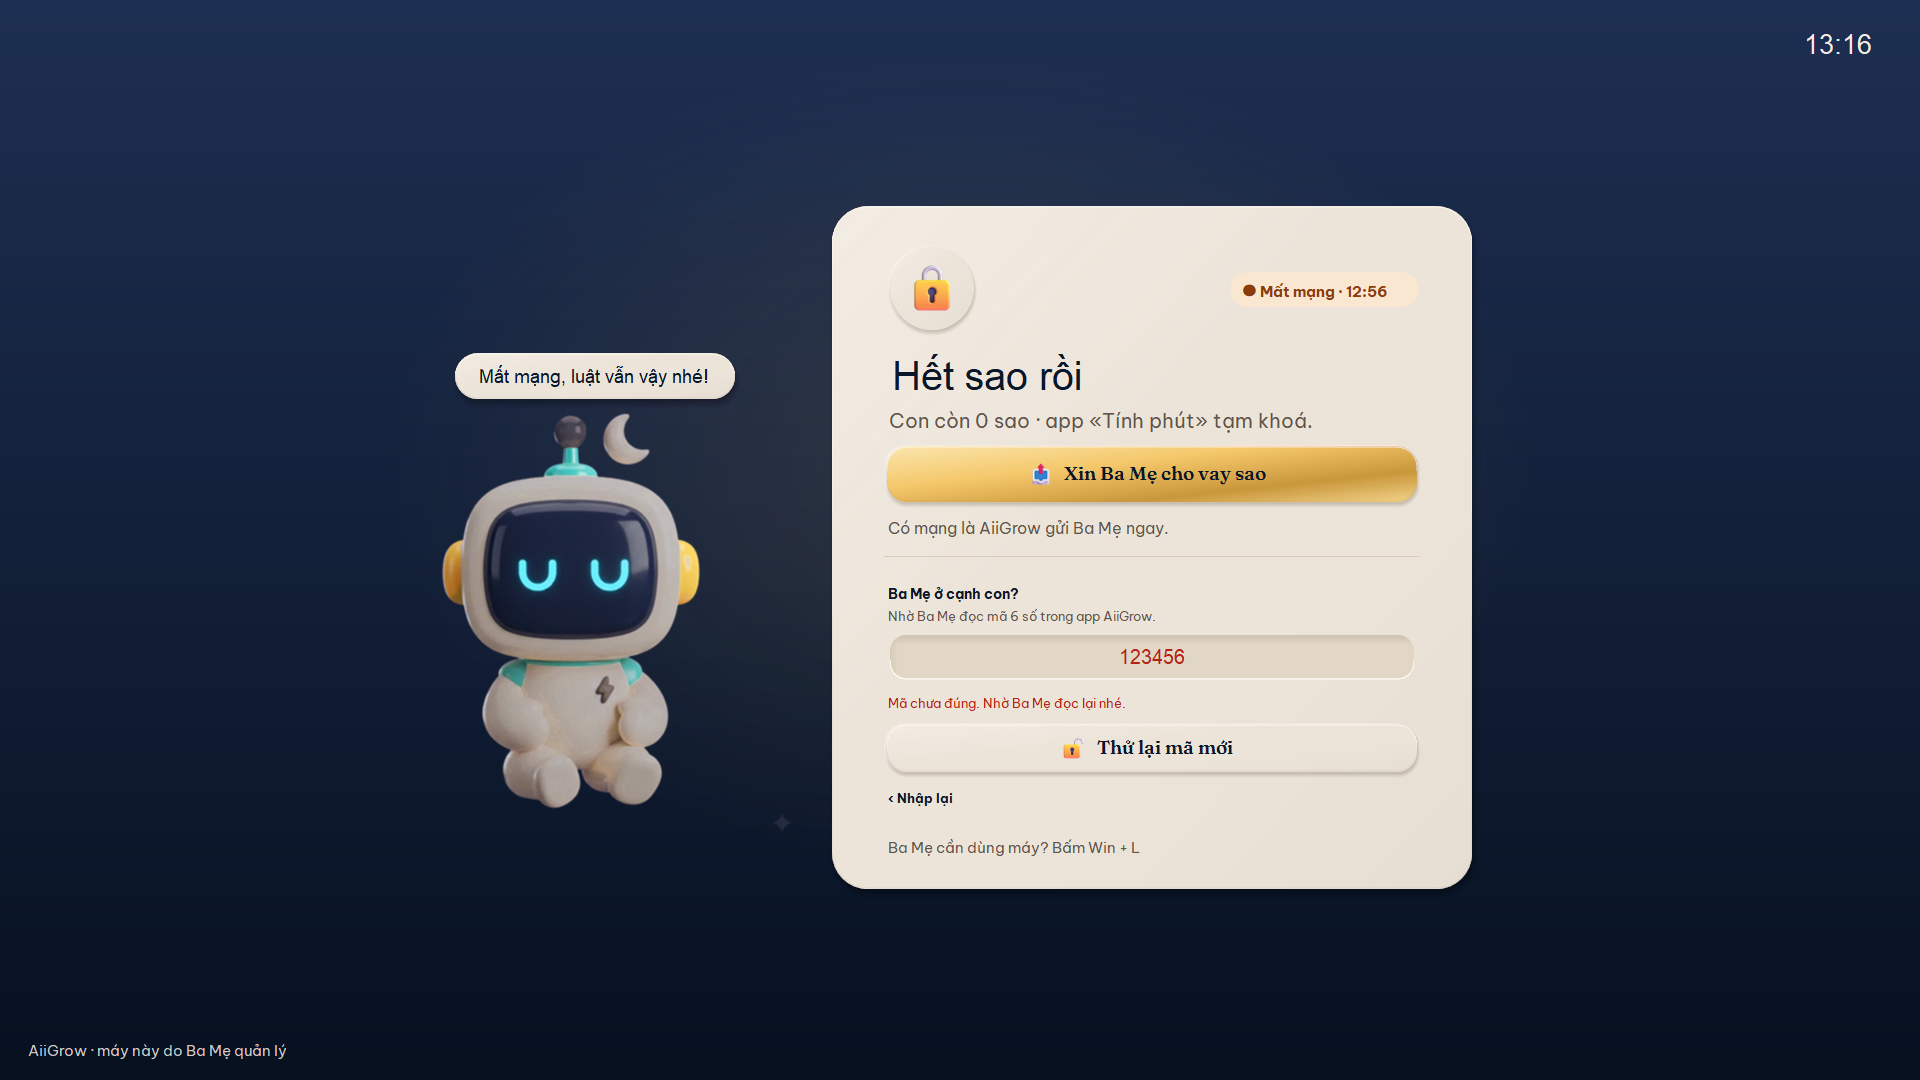 13:16
Mất mạng · 12:56
Mất mạng, luật vẫn vậy nhé!
Hết sao rồi
Con còn 0 sao · app «Tính phút» tạm khoá.
Xin Ba Mẹ cho vay sao
Có mạng là AiiGrow gửi Ba Mẹ ngay.
Ba Mẹ ở cạnh con?
Nhờ Ba Mẹ đọc mã 6 số trong app AiiGrow.
123456
Mã chưa đúng. Nhờ Ba Mẹ đọc lại nhé.
Thử lại mã mới
‹ Nhập lại
Ba Mẹ cần dùng máy? Bấm Win + L
AiiGrow · máy này do Ba Mẹ quản lý